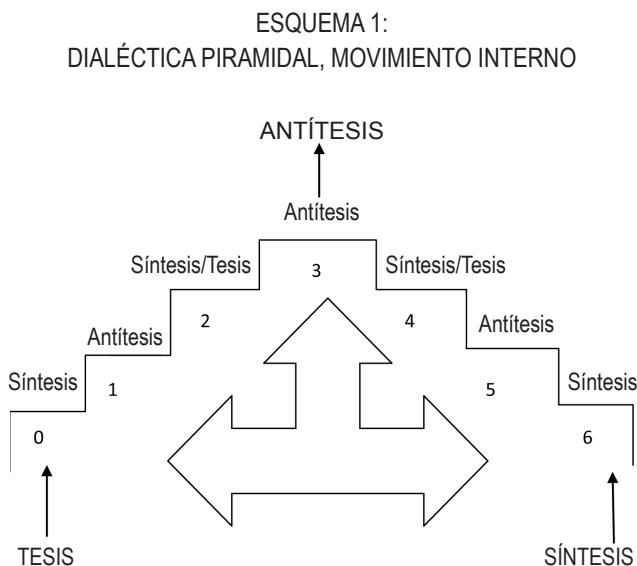 ESQUEMA 1:
DIALÉCTICA PIRAMIDAL, MOVIMIENTO INTERNO
ANTÍTESIS
Antítesis
Síntesis/Tesis
3
Síntesis/Tesis
2
4
Antítesis
Antítesis
Síntesis
1
5
Síntesis
0
6
TESIS
SÍNTESIS